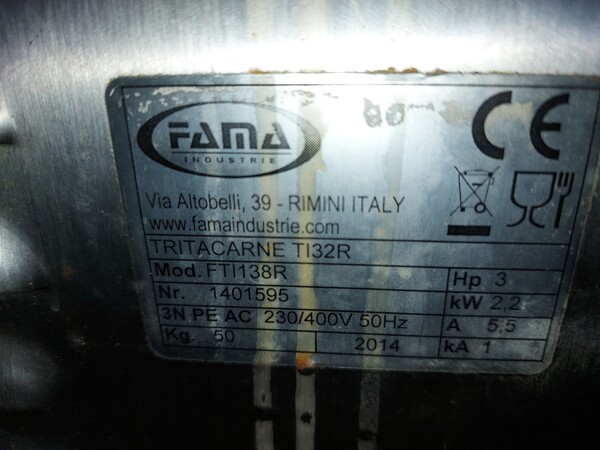 FAMA
INDUSTRIE
CE
Via Altobelli, 39 - RIMINI ITALY
www.famaindustrie.com
TRITACARNE TI32R
Mod. FTI138R
Hp 3
Nr. 1401595
kW 2,2
3N PE AC 230/400V 50Hz
A 5,5
Kg. 50
2014
kA 1